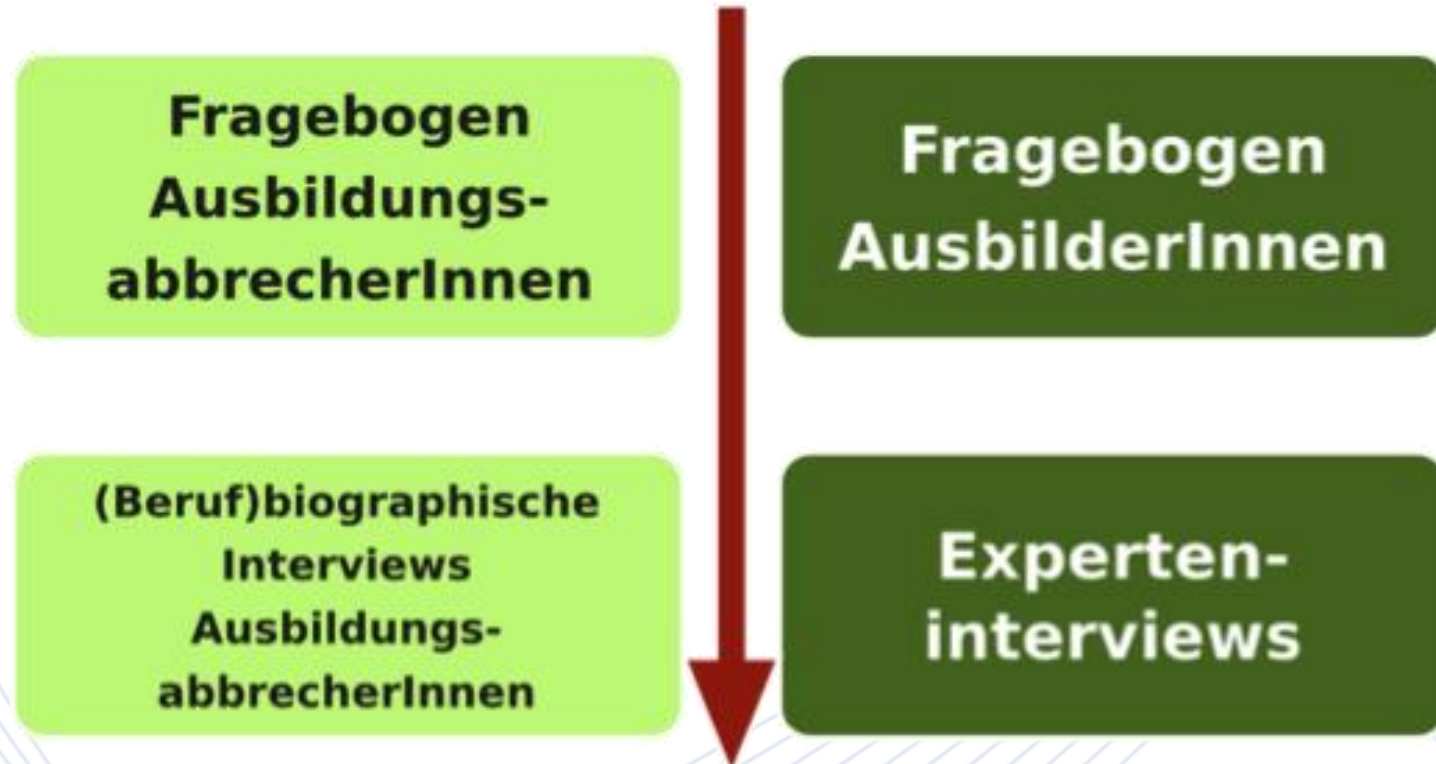 Fragebogen
Ausbildungs-
abbrecherInnen
Fragebogen
AusbilderInnen
(Beruf)biographische
Interviews
Ausbildungs-
abbrecherInnen
Experten-
interviews